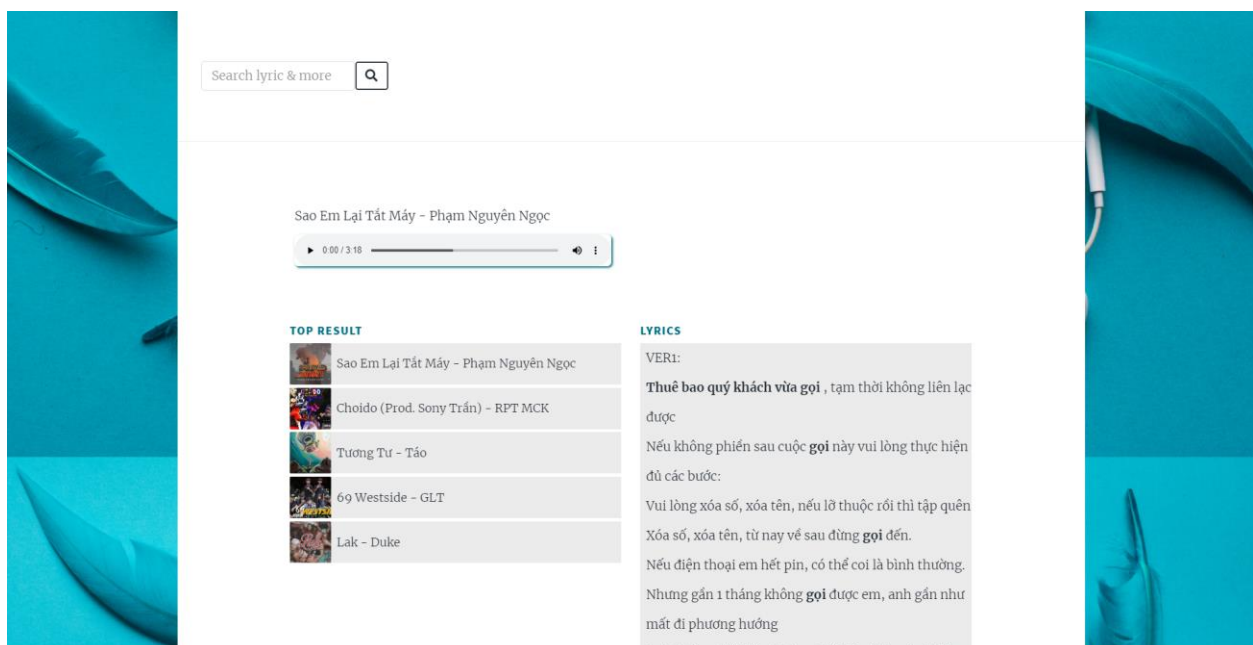 Search lyric & more
Sao Em Lại Tắt Máy - Phạm Nguyên Ngọc
0:00 / 3:18
TOP RESULT
Sao Em Lại Tắt Máy - Phạm Nguyên Ngọc
Choido (Prod. Sony Trần) - RPT MCK
Tương Tư - Táo
69 Westside - GLT
Lak - Duke
LYRICS
VER1:
Thuê bao quý khách vừa gọi , tạm thời không liên lạc
được
Nếu không phiền sau cuộc gọi này vui lòng thực hiện
đủ các bước:
Vui lòng xóa số, xóa tên, nếu lỡ thuộc rồi thì tập quên
Xóa số, xóa tên, từ nay về sau đừng gọi đến.
Nếu điện thoại em hết pin, có thể coi là bình thường.
Nhưng gần 1 tháng không gọi được em, anh gần như
mất đi phương hướng